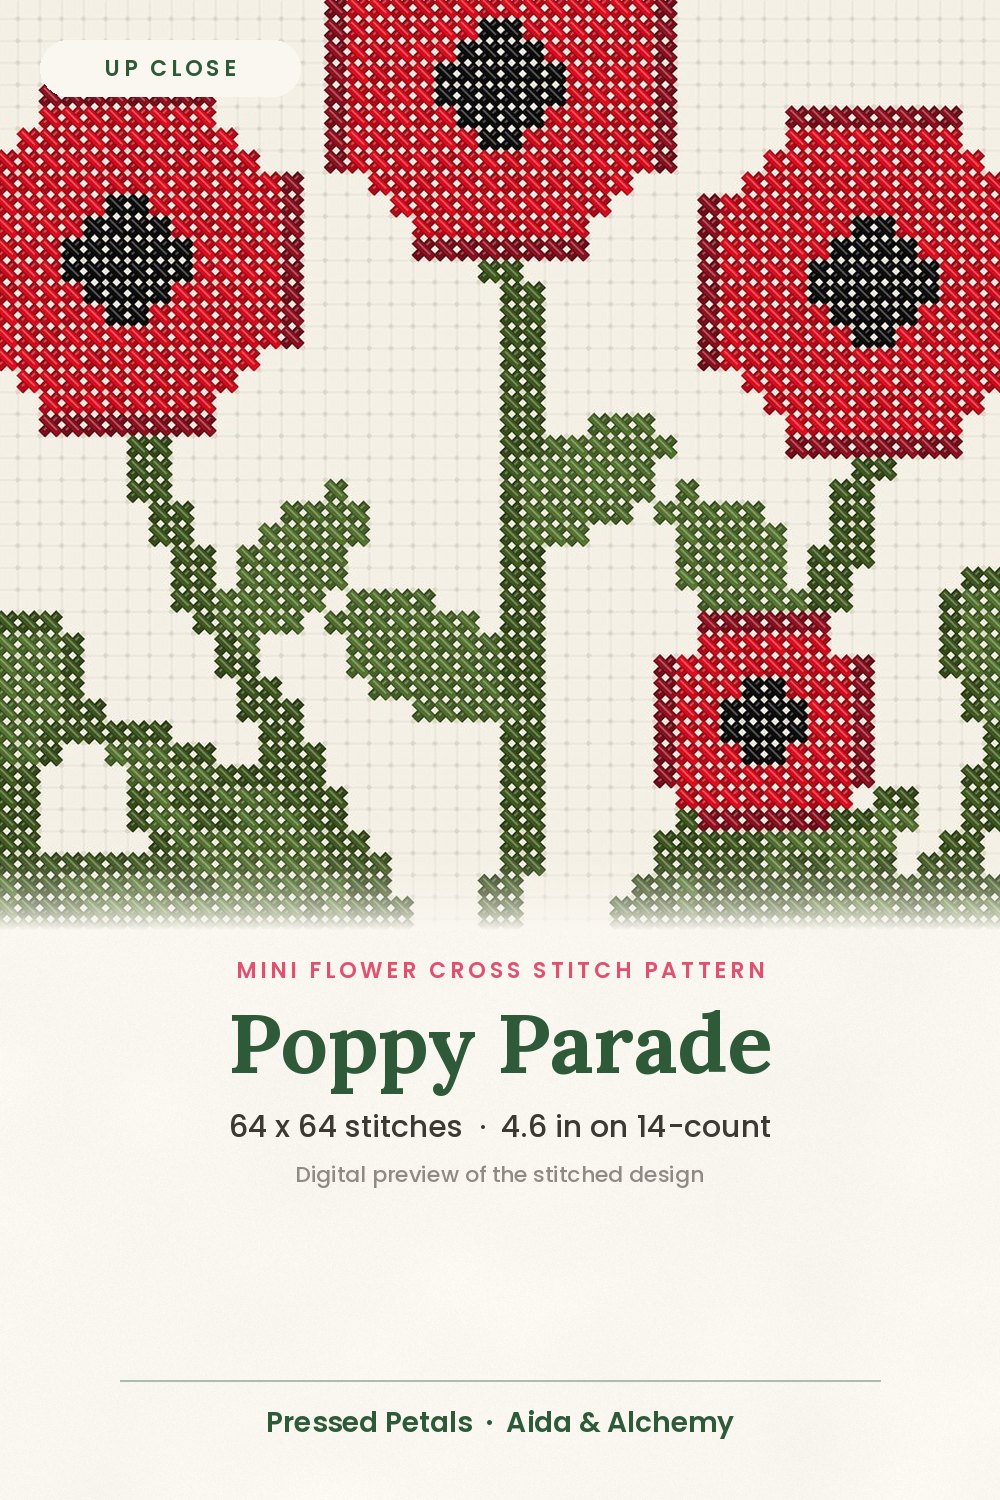 UP CLOSE
MINI FLOWER CROSS STITCH PATTERN
Poppy Parade
64 x 64 stitches · 4.6 in on 14-count
Digital preview of the stitched design
Pressed Petals · Aida & Alchemy